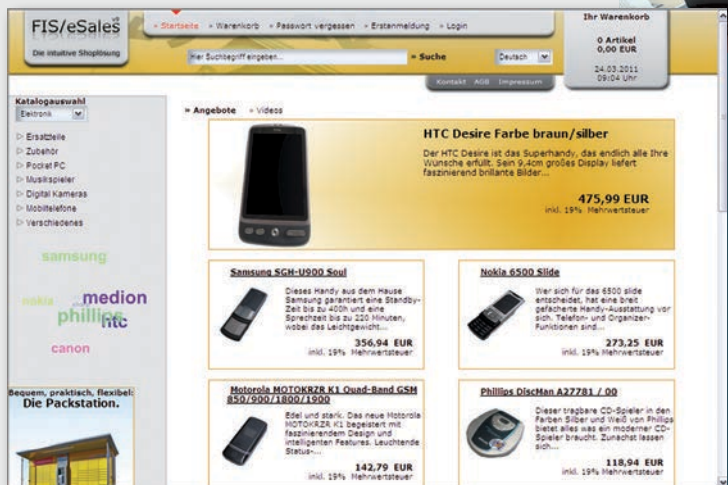 FIS/eSales
Die intuitive Shoplösung
» Startseite » Warenkorb » Passwort vergessen » Erstanmeldung » Login
Hier Suchbegriff eingeben...
» Suche
Deutsch
Ihr Warenkorb
0 Artikel
0,00 EUR
24.03.2011
09:04 Uhr
Kontakt AGB Impressum
Katalogauswahl
Elektronik
Ersatzteile
Zubehör
Pocket PC
Musikspieler
Digital Kameras
Mobiltelefone
Verschiedenes
samsung
nokia
medion
phillips
htc
canon
Bequem, praktisch, flexibel:
Die Packstation.
» Angebote » Videos
HTC Desire Farbe braun/silber
Der HTC Desire ist das Superhandy, das endlich alle Ihre
Wünsche erfüllt. Sein 9,4cm großes Display liefert
faszinierend brillante Bilder...
475,99 EUR
inkl. 19% Mehrwertsteuer
Samsung SGH-U900 Soul
Dieses Handy aus dem Hause
Samsung garantiert eine Standby-
Zeit bis zu 400h und eine
Sprechzeit bis zu 220 Minuten,
wobei das Leichtgewicht...
356,94 EUR
inkl. 19% Mehrwertsteuer
Nokia 6500 Slide
Wer sich für das 6500 slide
entscheidet, hat eine breit
gefächerte Handy-Ausstattung vor
sich. Telefon- und Organizer-
Funktionen sind...
273,25 EUR
inkl. 19% Mehrwertsteuer
Motorola MOTOKRZR K1 Quad-Band GSM
850/900/1800/1900
Edel und stark. Das neue Motorola
MOTOKRZR K1 begeistert mit
faszinierendem Design und
intelligenten Features. Leuchtende
Status-...
142,79 EUR
inkl. 19% Mehrwertsteuer
Phillips DiscMan A27781 / 00
Dieser tragbare CD-Spieler in den
Farben Silber und Weiß von Phillips
bietet alles was ein moderner CD-
Spieler braucht. Zunächst lassen
sich...
118,94 EUR
inkl. 19% Mehrwertsteuer